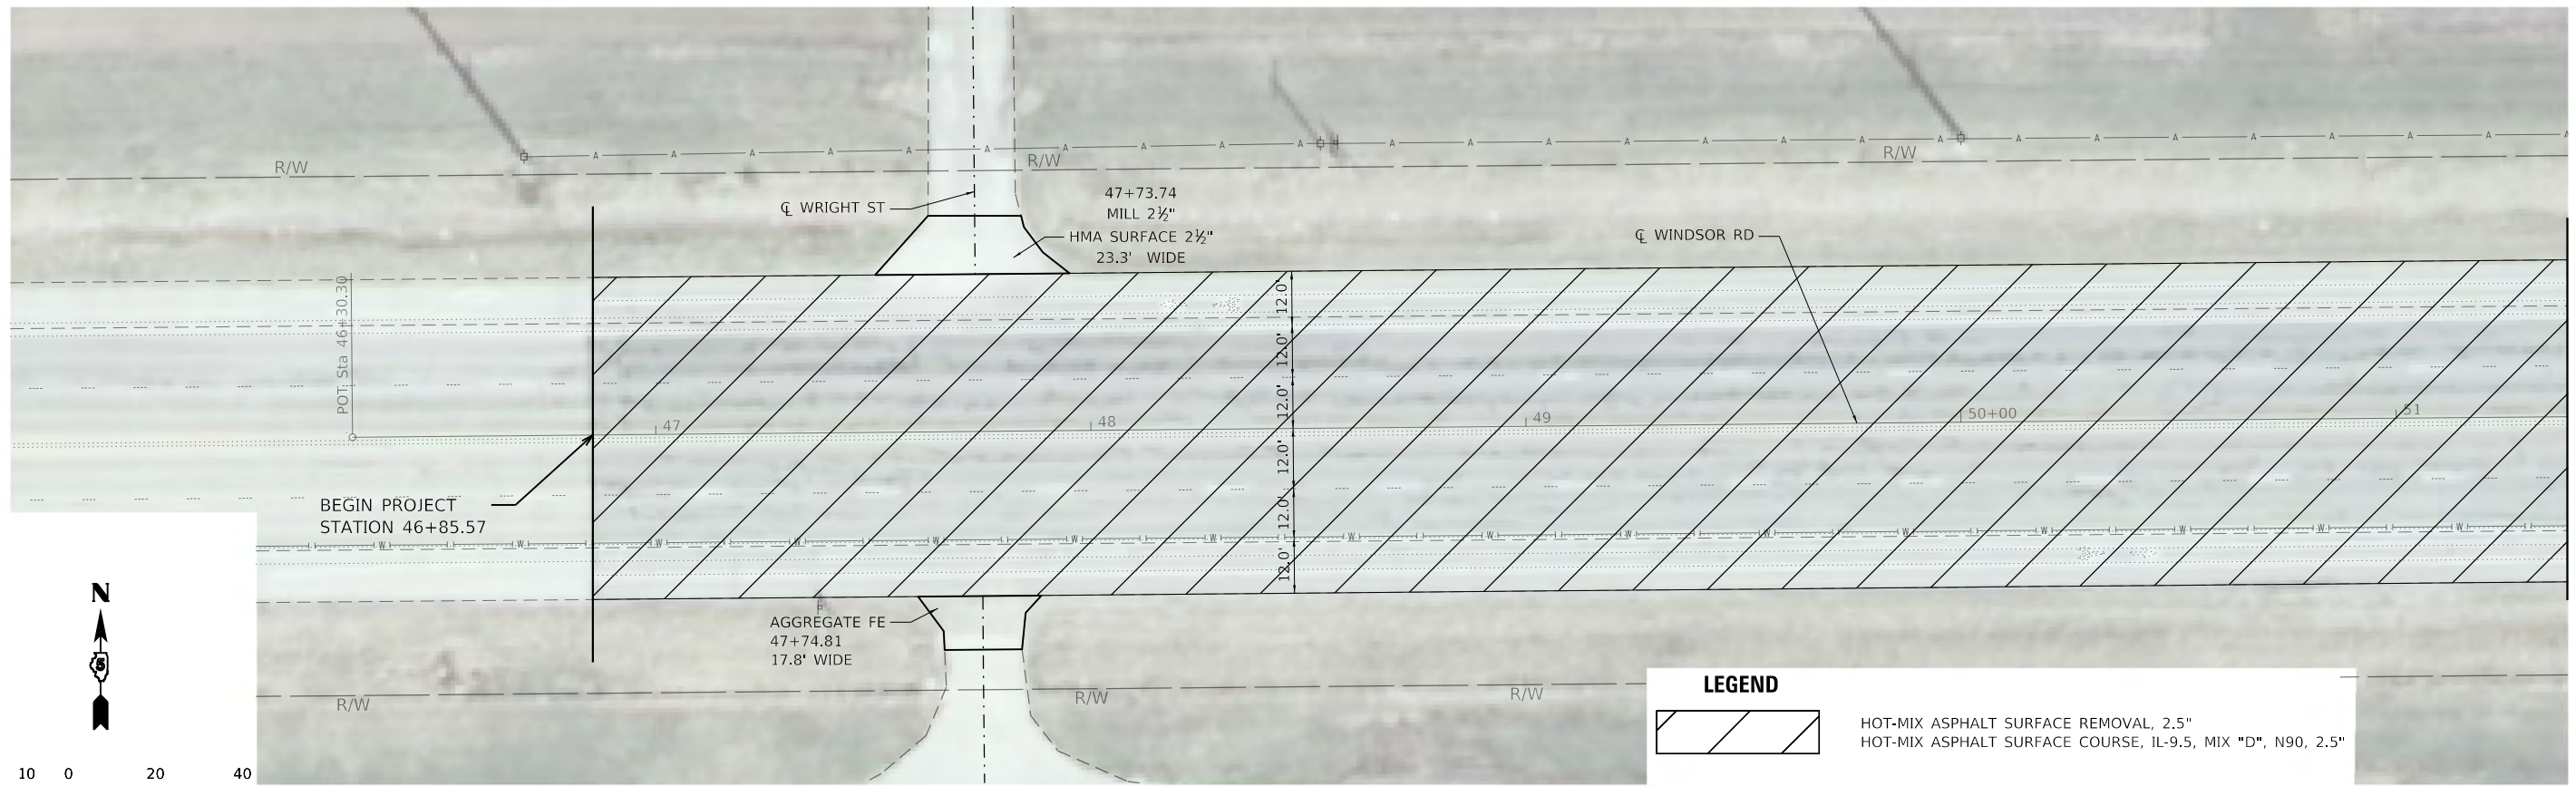 R/W
R/W
R/W
℄ WRIGHT ST
47+73.74
MILL 2½"
HMA SURFACE 2½"
23.3' WIDE
℄ WINDSOR RD
POT: Sta 46+30.30
A A A A A A A A A A A A A A A A A A A A A A A A A
12.0'
12.0'
12.0'
12.0'
12.0'
12.0'
47
48
49
50+00
51
BEGIN PROJECT
STATION 46+85.57
W W W W W W W W W W W W W W W W
P
AGGREGATE FE
47+74.81
17.8' WIDE
R/W
R/W
R/W
N
5
10 0 20 40
LEGEND
HOT-MIX ASPHALT SURFACE REMOVAL, 2.5"
HOT-MIX ASPHALT SURFACE COURSE, IL-9.5, MIX "D", N90, 2.5"